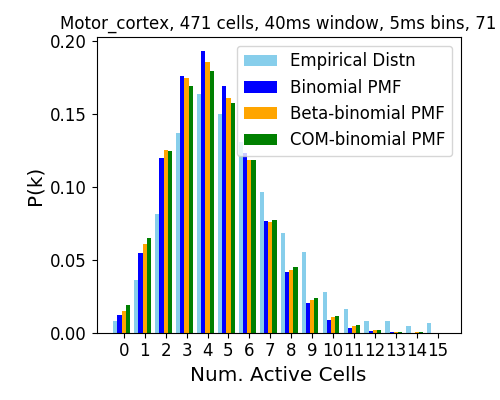 Motor_cortex, 471 cells, 40ms window, 5ms bins, 71
0.20
0.15
0.10
0.05
0.00
P(k)
Empirical Distn
Binomial PMF
Beta-binomial PMF
COM-binomial PMF
0 1 2 3 4 5 6 7 8 9 10 11 12 13 14 15
Num. Active Cells